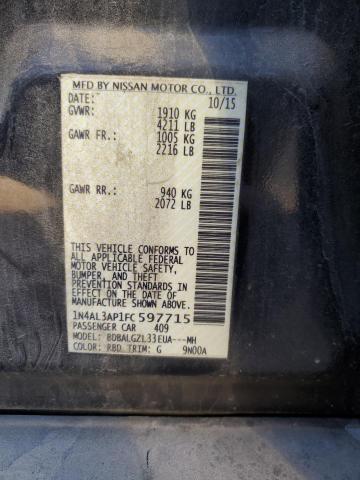 MFD BY NISSAN MOTOR CO., LTD.
DATE: 10/15
GVWR: 1910 KG
4211 LB
GAWR FR.: 1005 KG
2216 LB
GAWR RR.: 940 KG
2072 LB
THIS VEHICLE CONFORMS TO
ALL APPLICABLE FEDERAL
MOTOR VEHICLE SAFETY,
BUMPER, AND THEFT
PREVENTION STANDARDS
IN EFFECT ON THE DATE OF
MANUFACTURE SHOWN ABOVE.
1N4AL3AP1FC597715
PASSENGER CAR 409
MODEL: BDBALGZL33EUA---MH
COLOR: RBD TRIM: G 9N00A